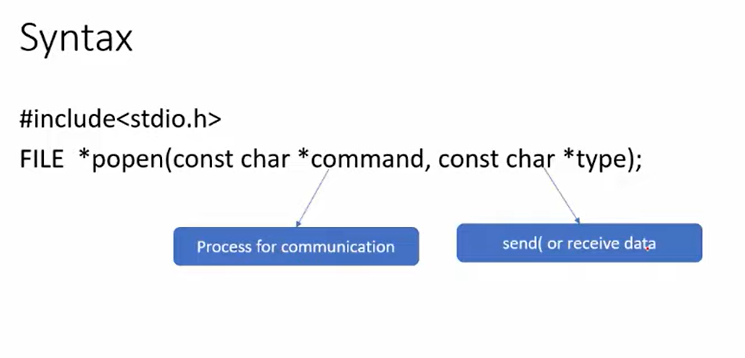 Syntax
#include<stdio.h>
FILE *popen(const char *command, const char *type);
Process for communication
send( or receive data